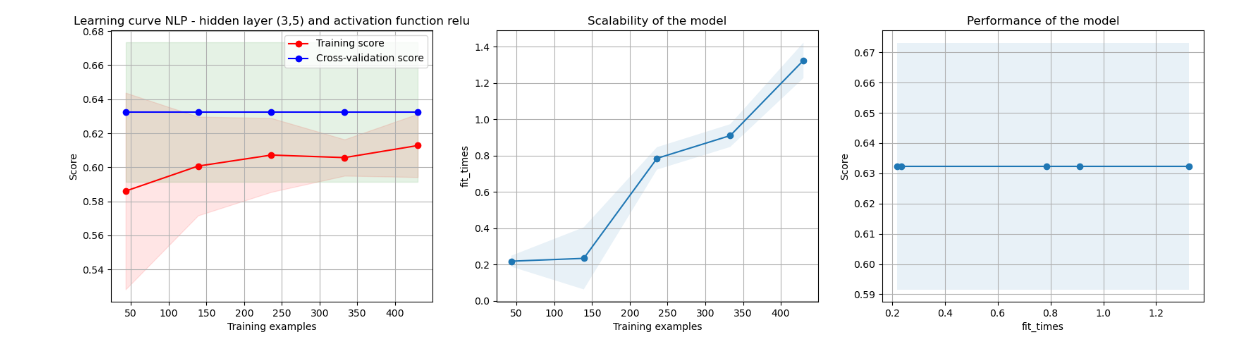 Learning curve NLP - hidden layer (3,5) and activation function relu
Score
0.68
0.66
0.64
0.62
0.60
0.58
0.56
0.54
Training score
Cross-validation score
50 100 150 200 250 300 350 400
Training examples
Scalability of the model
fit_times
1.4
1.2
1.0
0.8
0.6
0.4
0.2
0.0
50 100 150 200 250 300 350 400
Training examples
Performance of the model
Score
0.67
0.66
0.65
0.64
0.63
0.62
0.61
0.60
0.59
0.2 0.4 0.6 0.8 1.0 1.2
fit_times